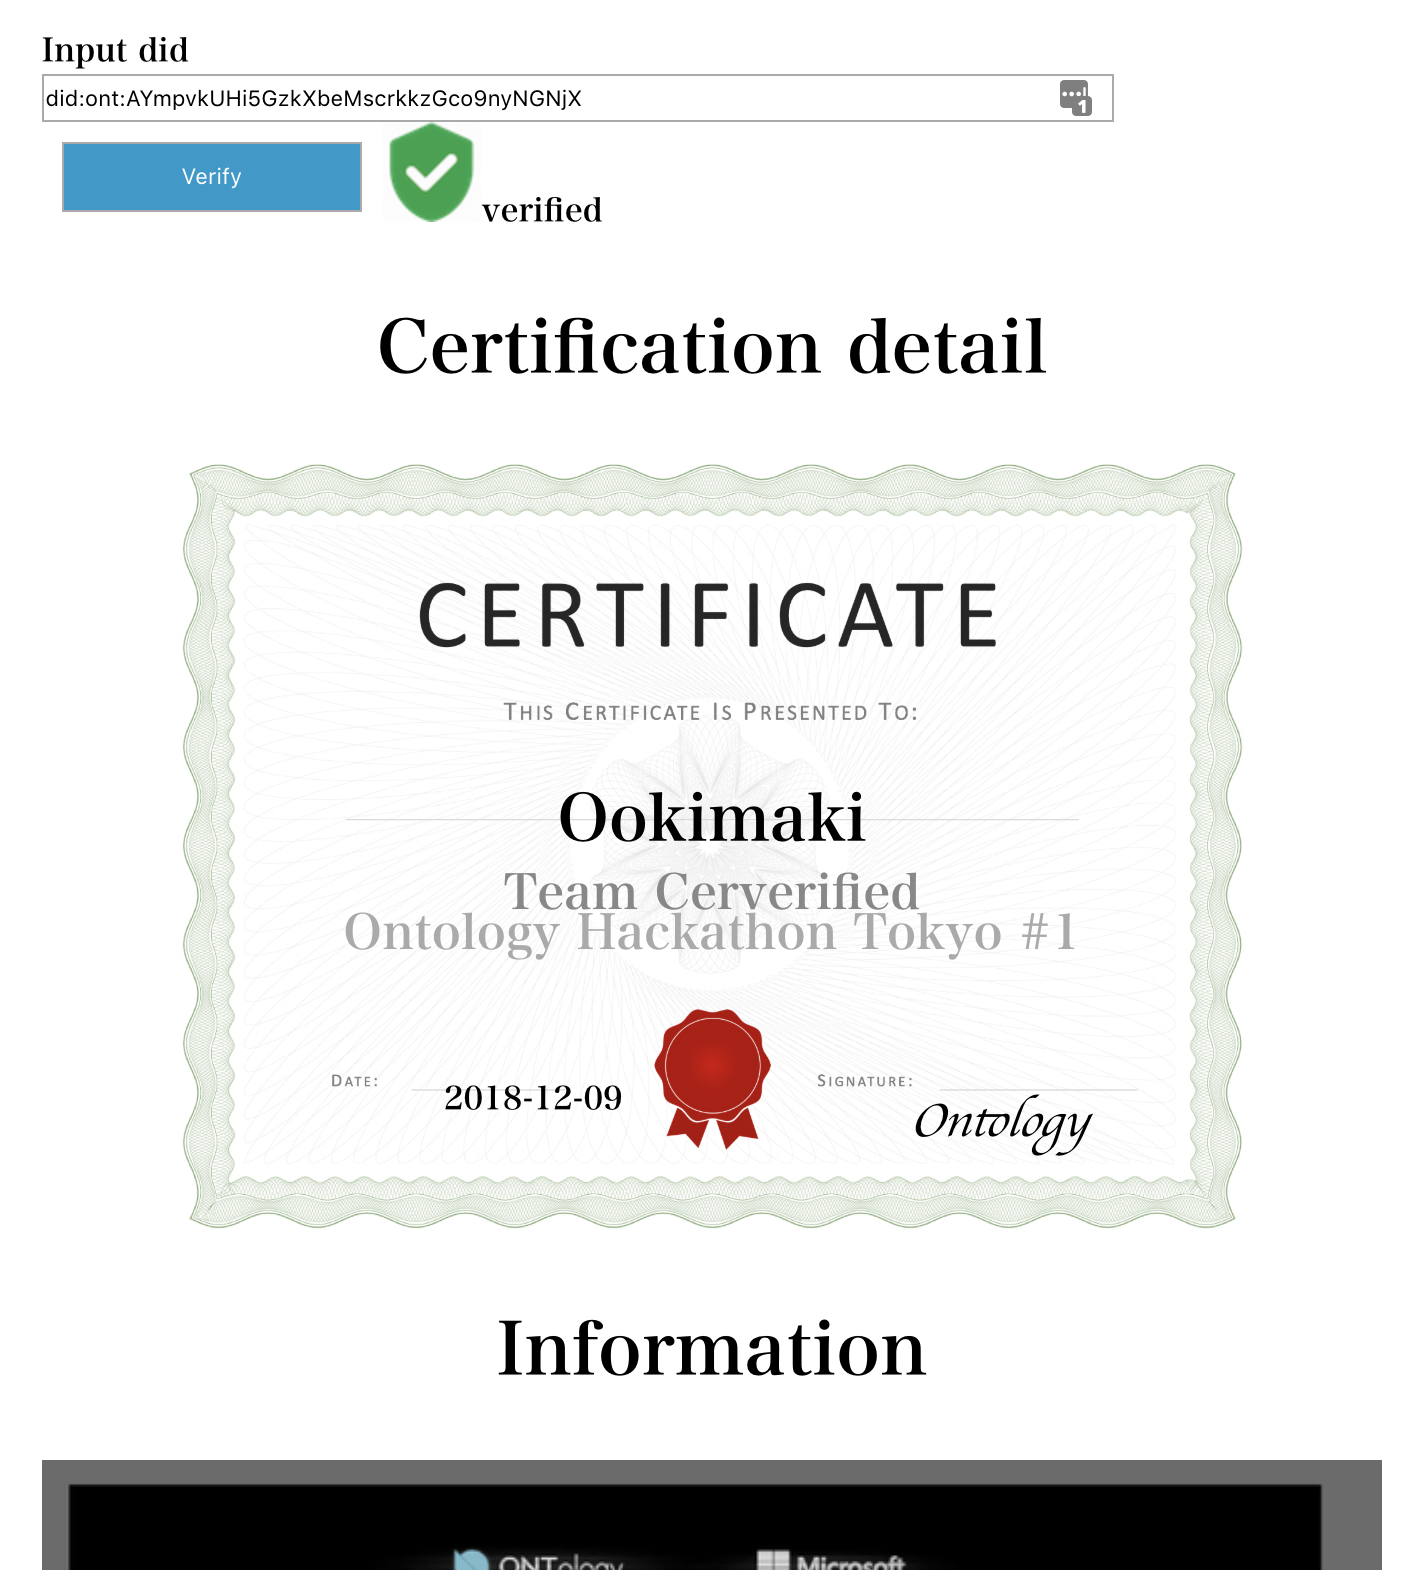 Input did
did:ont:AYmpvkUHi5GzkXbeMscrkkzGco9nyNGNjX
1
Verify
verified
Certification detail
CERTIFICATE
THIS CERTIFICATE IS PRESENTED TO:
Ookimaki
Team Cerverified
Ontology Hackathon Tokyo #1
DATE:
2018-12-09
SIGNATURE:
Ontology
Information
ONTology
Microsoft